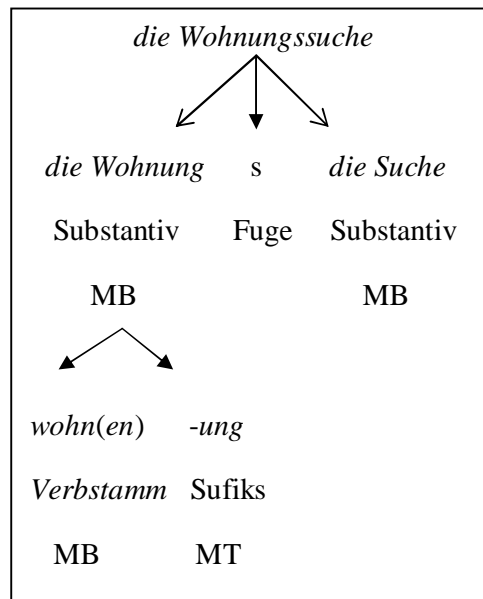 die Wohnungssuche
die Wohnung s die Suche
Substantiv Fuge Substantiv
MB MB
wohn(en) -ung
Verbstamm Sufiks
MB MT